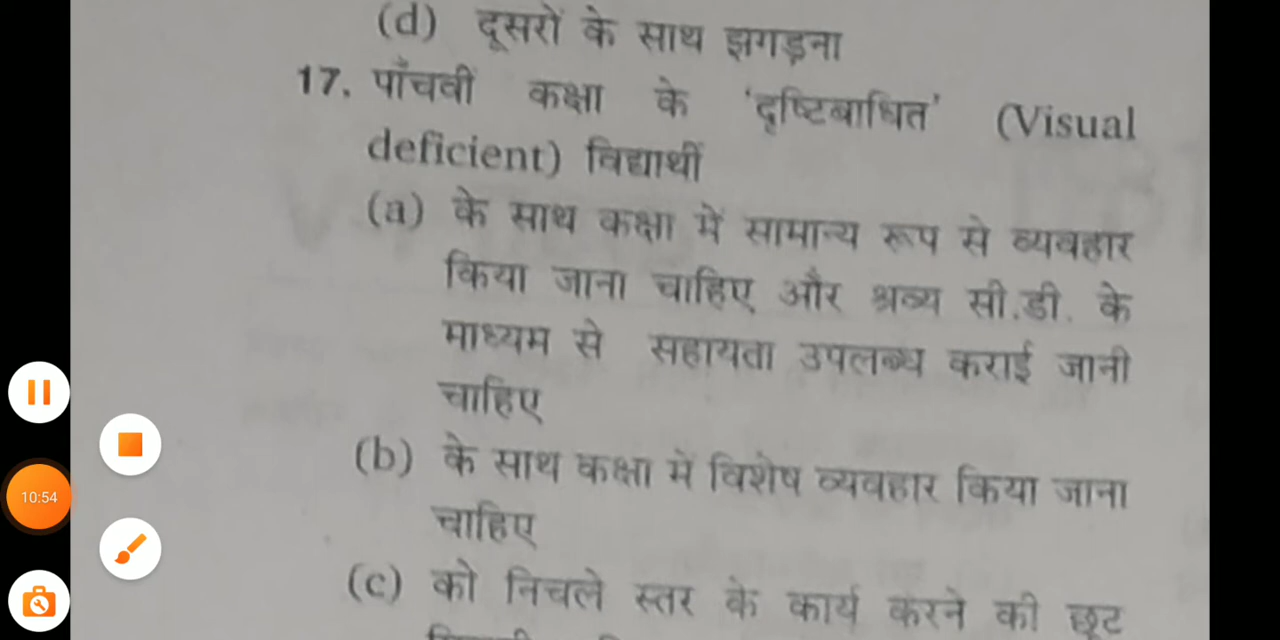 (d) दूसरों के साथ झगड़ना
17. पाँचवी कक्षा के 'दृष्टिबाधित' (Visual
deficient) विद्यार्थी
(a) के साथ कक्षा में सामान्य रूप से व्यवहार
किया जाना चाहिए और श्रव्य सी.डी. के
माध्यम से सहायता उपलब्ध कराई जानी
चाहिए
(b) के साथ कक्षा में विशेष व्यवहार किया जाना
चाहिए
(c) को निचले स्तर के कार्य करने की छूट
10:54